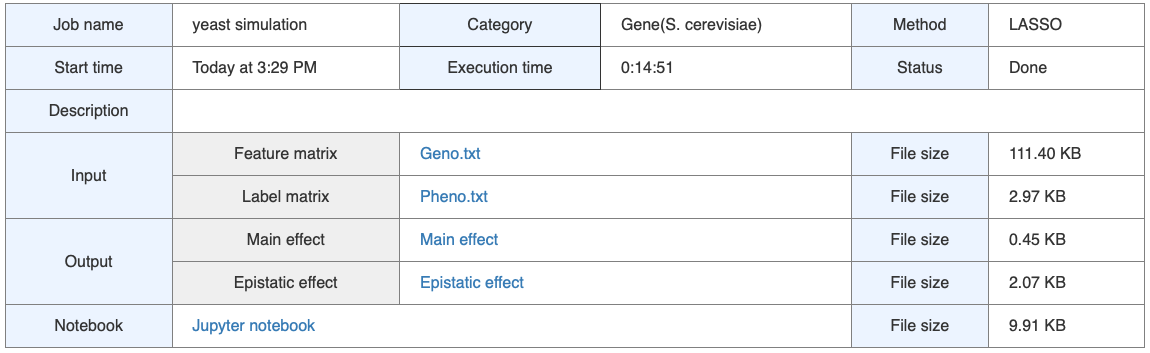 Job name yeast simulation Category Gene(S. cerevisiae) Method LASSO
Start time Today at 3:29 PM Execution time 0:14:51 Status Done
Description
Input Feature matrix Geno.txt File size 111.40 KB
Label matrix Pheno.txt File size 2.97 KB
Output Main effect Main effect File size 0.45 KB
Epistatic effect Epistatic effect File size 2.07 KB
Notebook Jupyter notebook File size 9.91 KB